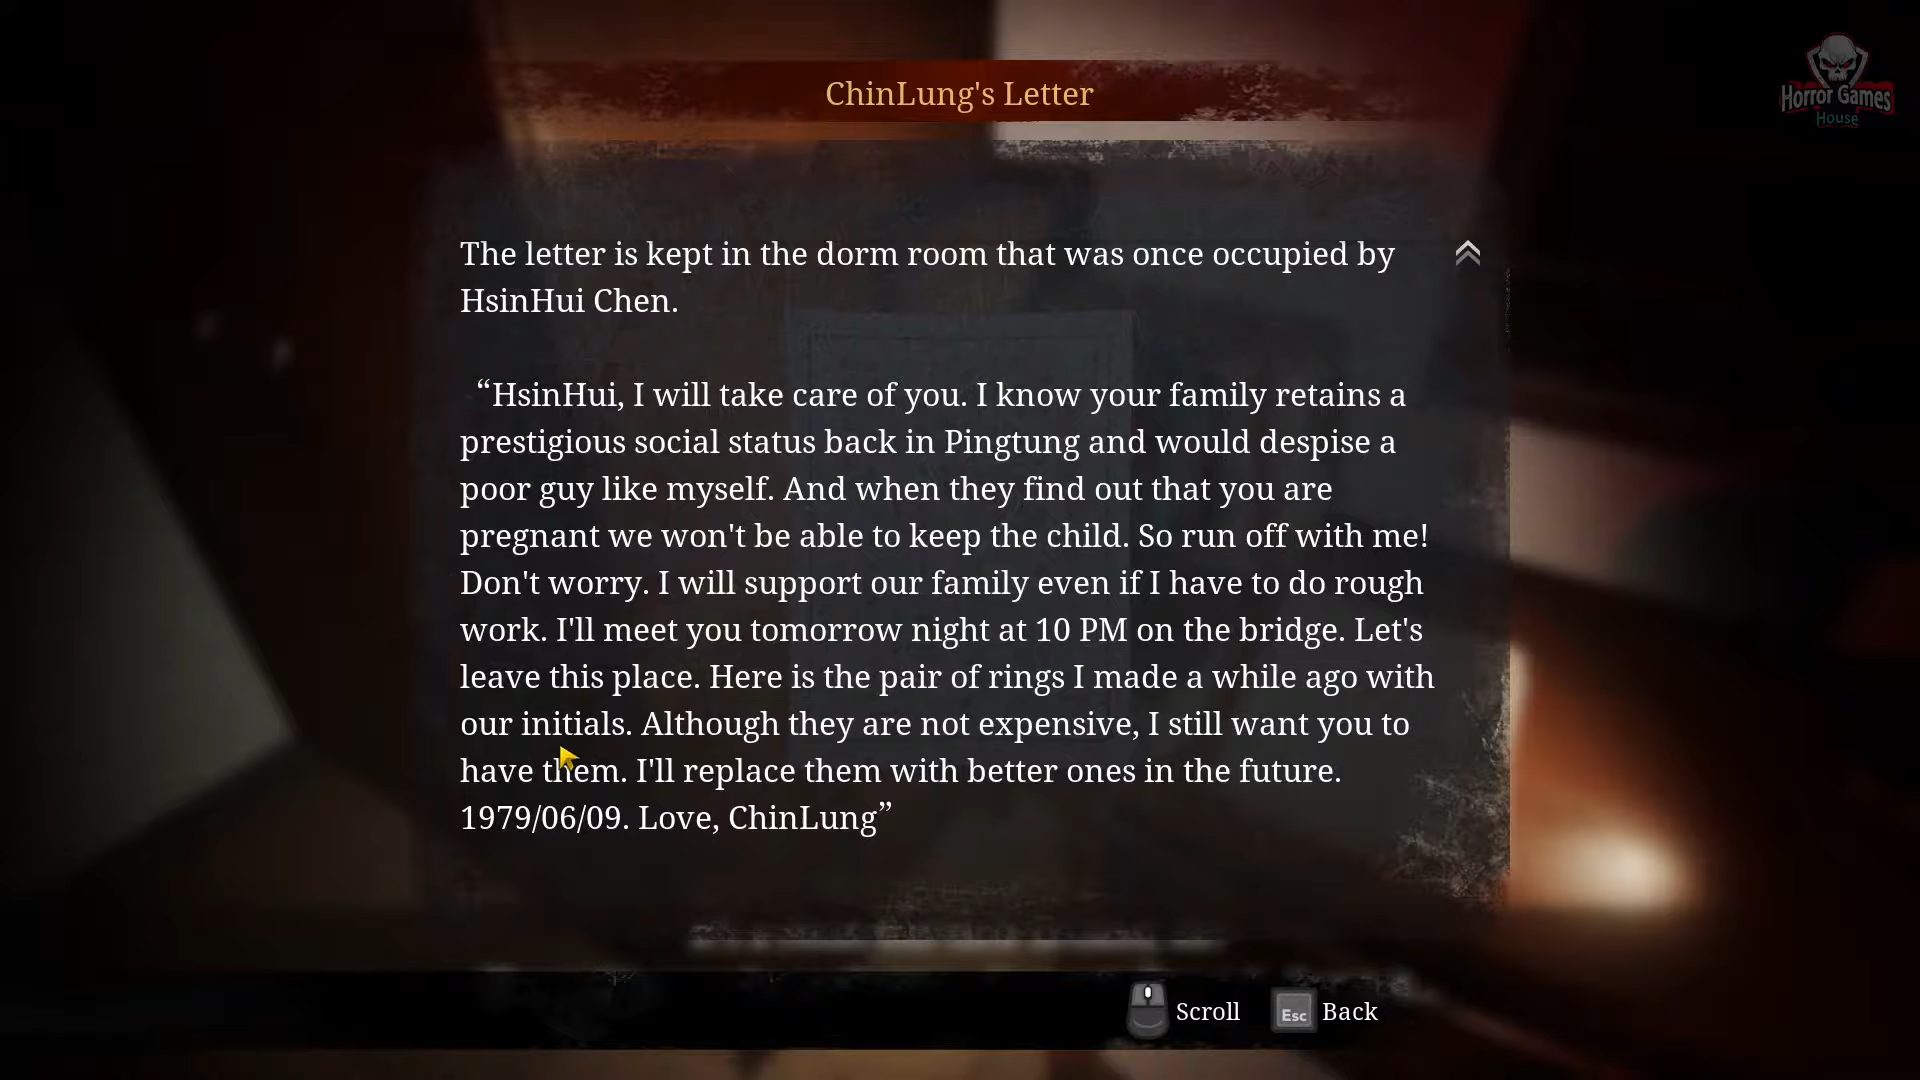 ChinLung's Letter
Horror Games
House
The letter is kept in the dorm room that was once occupied by
HsinHui Chen.
“HsinHui, I will take care of you. I know your family retains a
prestigious social status back in Pingtung and would despise a
poor guy like myself. And when they find out that you are
pregnant we won't be able to keep the child. So run off with me!
Don't worry. I will support our family even if I have to do rough
work. I'll meet you tomorrow night at 10 PM on the bridge. Let's
leave this place. Here is the pair of rings I made a while ago with
our initials. Although they are not expensive, I still want you to
have them. I'll replace them with better ones in the future.
1979/06/09. Love, ChinLung”
Scroll
Esc Back